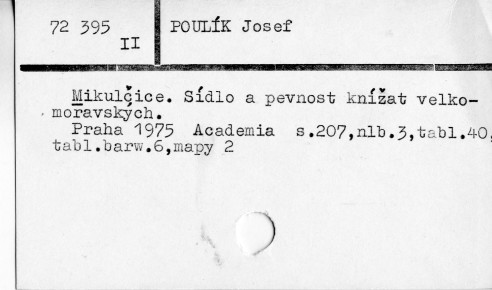 72 395 II POULÍK Josef
Mikulčice. Sídlo a pevnost knížat velko-
moravských.
Praha 1975 Academia s.207,nlb.3,tabl.40,
tabl.barw.6,mapy 2